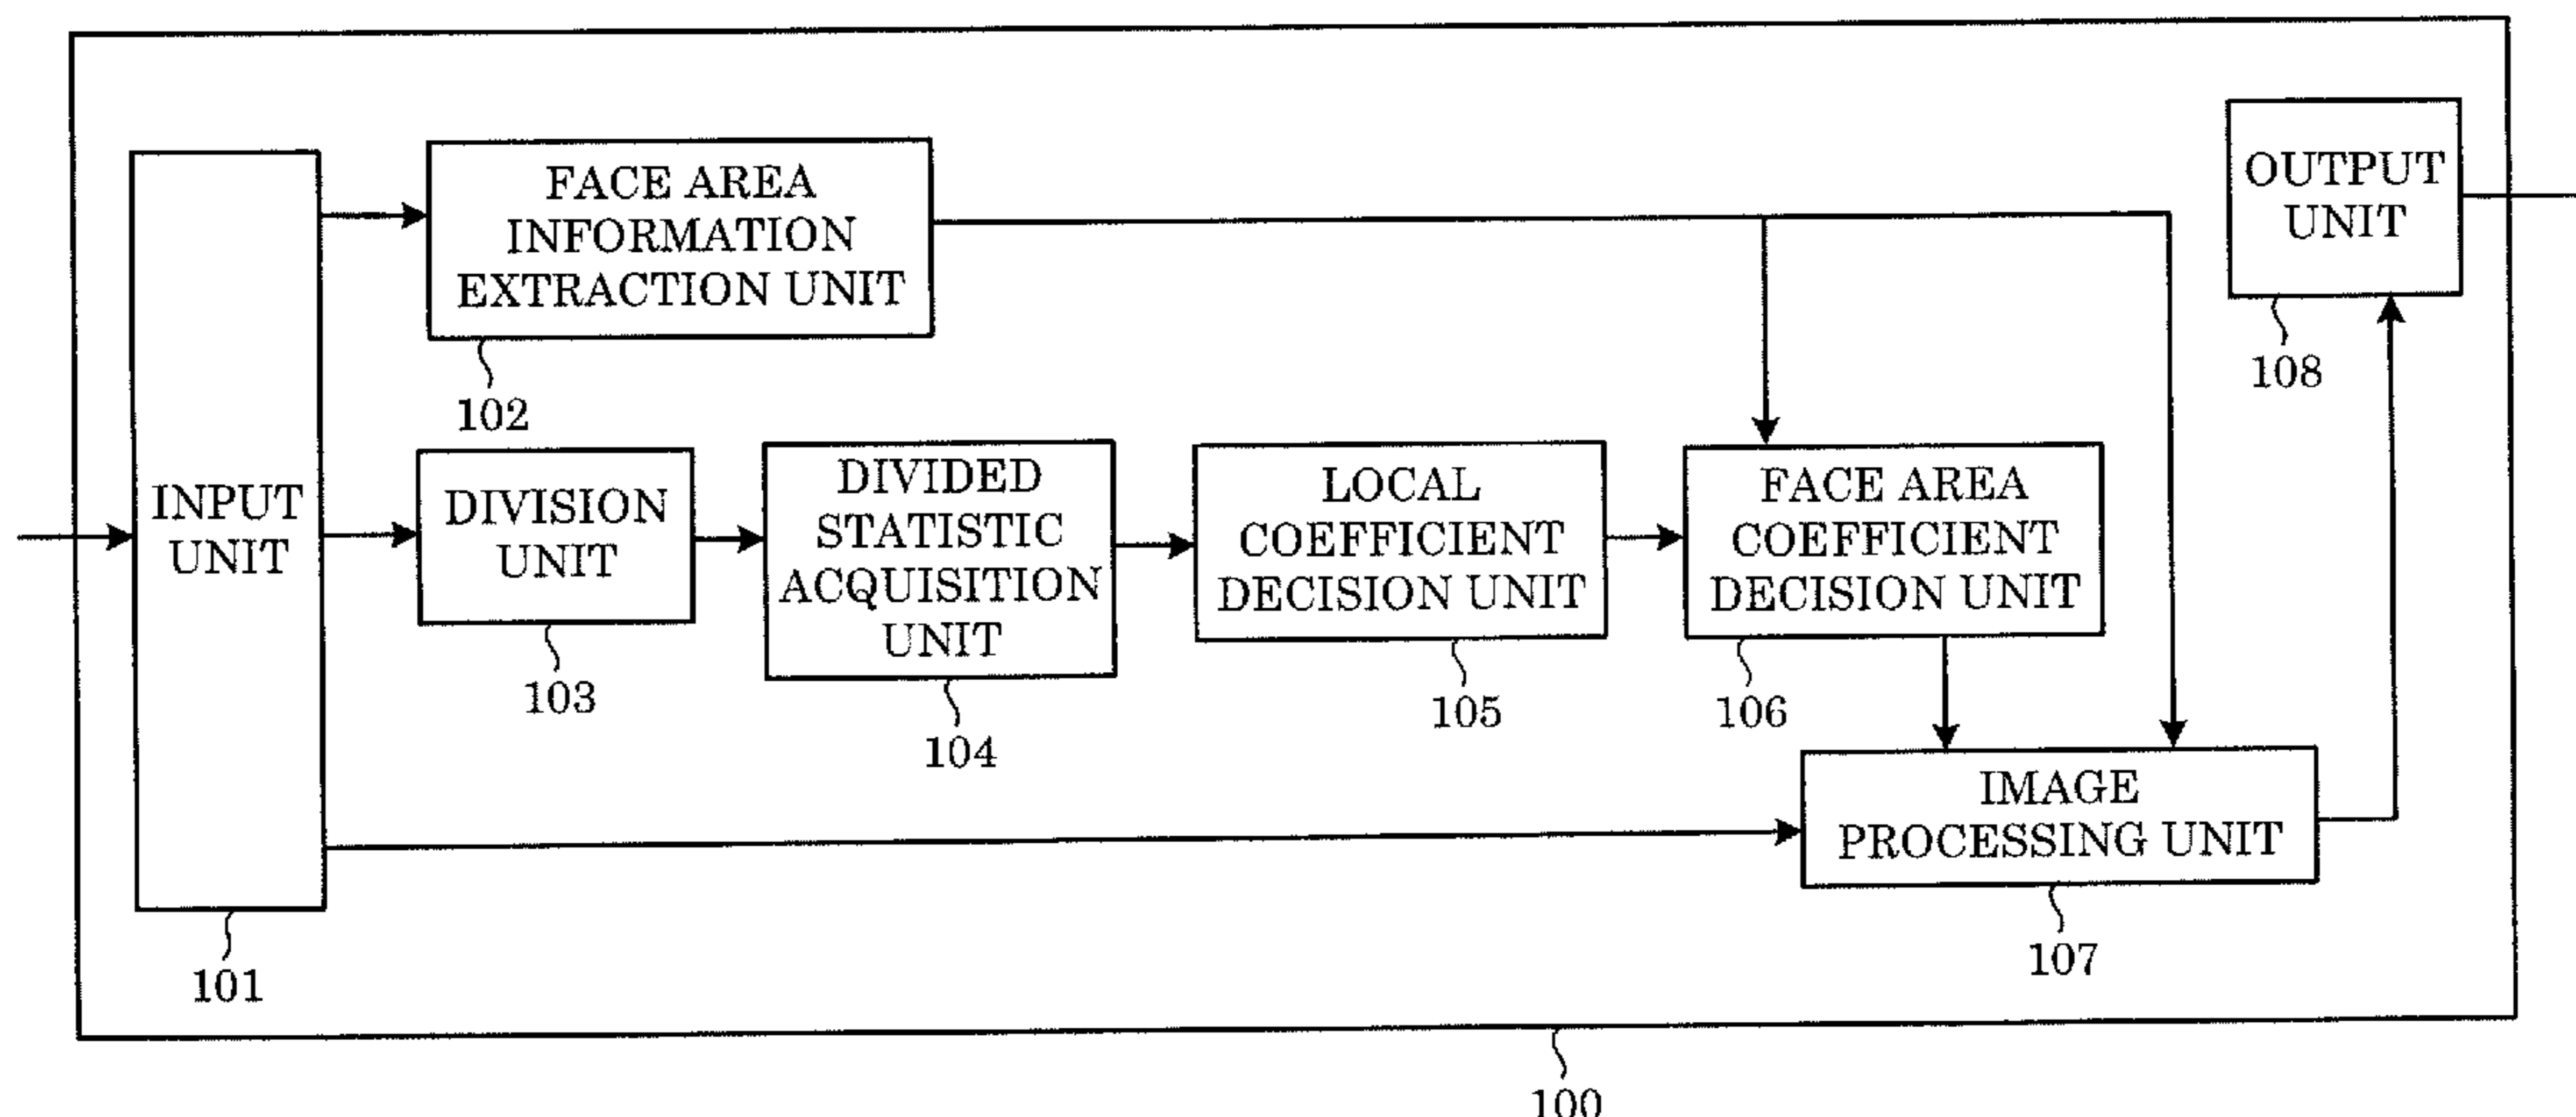 FACE AREA
INFORMATION
EXTRACTION UNIT
102
OUTPUT
UNIT
108
INPUT
UNIT
101
DIVISION
UNIT
103
DIVIDED
STATISTIC
ACQUISITION
UNIT
104
LOCAL
COEFFICIENT
DECISION UNIT
105
FACE AREA
COEFFICIENT
DECISION UNIT
106
IMAGE
PROCESSING UNIT
107
100